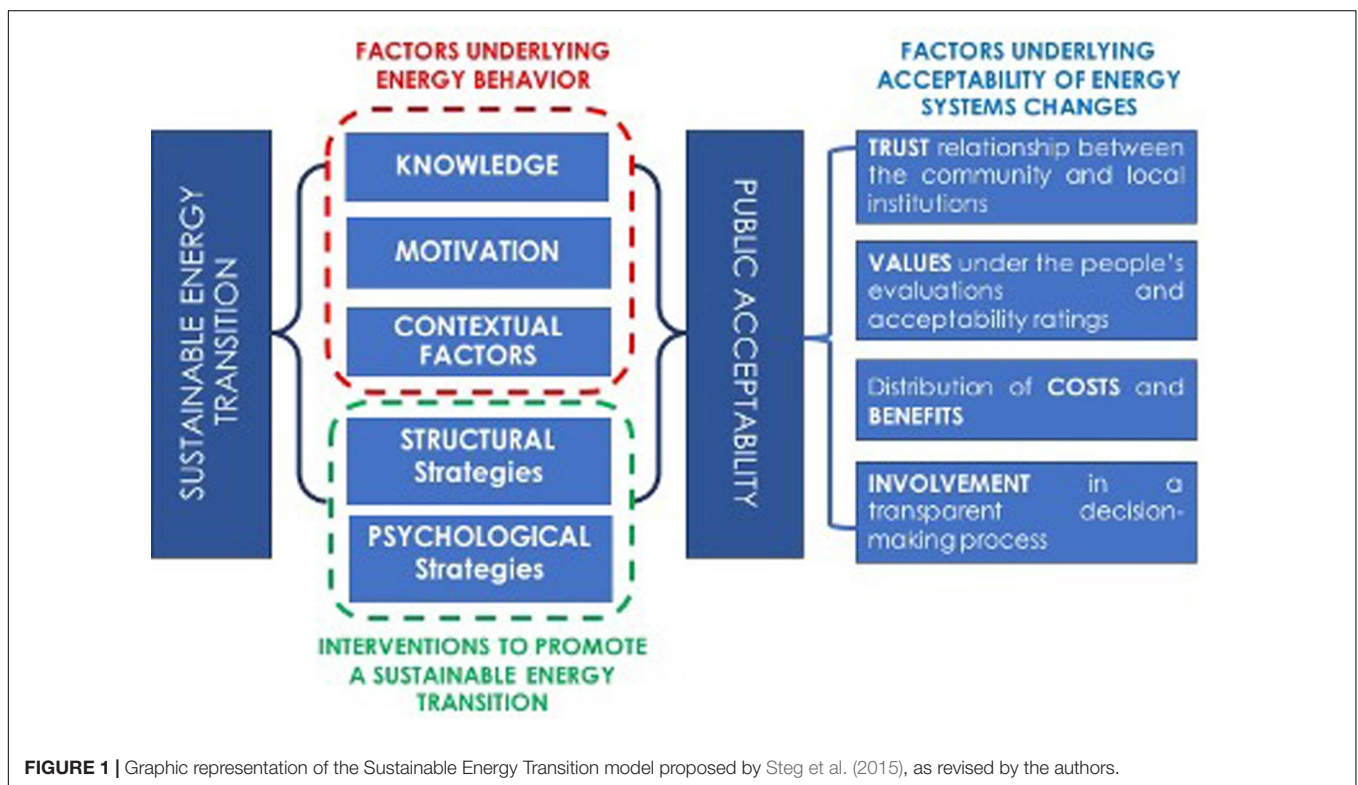 FACTORS UNDERLYING
ENERGY BEHAVIOR
FACTORS UNDERLYING
ACCEPTABILITY OF ENERGY
SYSTEMS CHANGES
SUSTAINABLE ENERGY
TRANSITION
KNOWLEDGE
MOTIVATION
CONTEXTUAL
FACTORS
STRUCTURAL
Strategies
PSYCHOLOGICAL
Strategies
INTERVENTIONS TO PROMOTE
A SUSTAINABLE ENERGY
TRANSITION
PUBLIC ACCEPTABILITY
TRUST relationship between
the community and local
institutions
VALUES under the people's
evaluations and
acceptability ratings
Distribution of COSTS and
BENEFITS
INVOLVEMENT in a
transparent decision-
making process
FIGURE 1 | Graphic representation of the Sustainable Energy Transition model proposed by Steg et al. (2015), as revised by the authors.